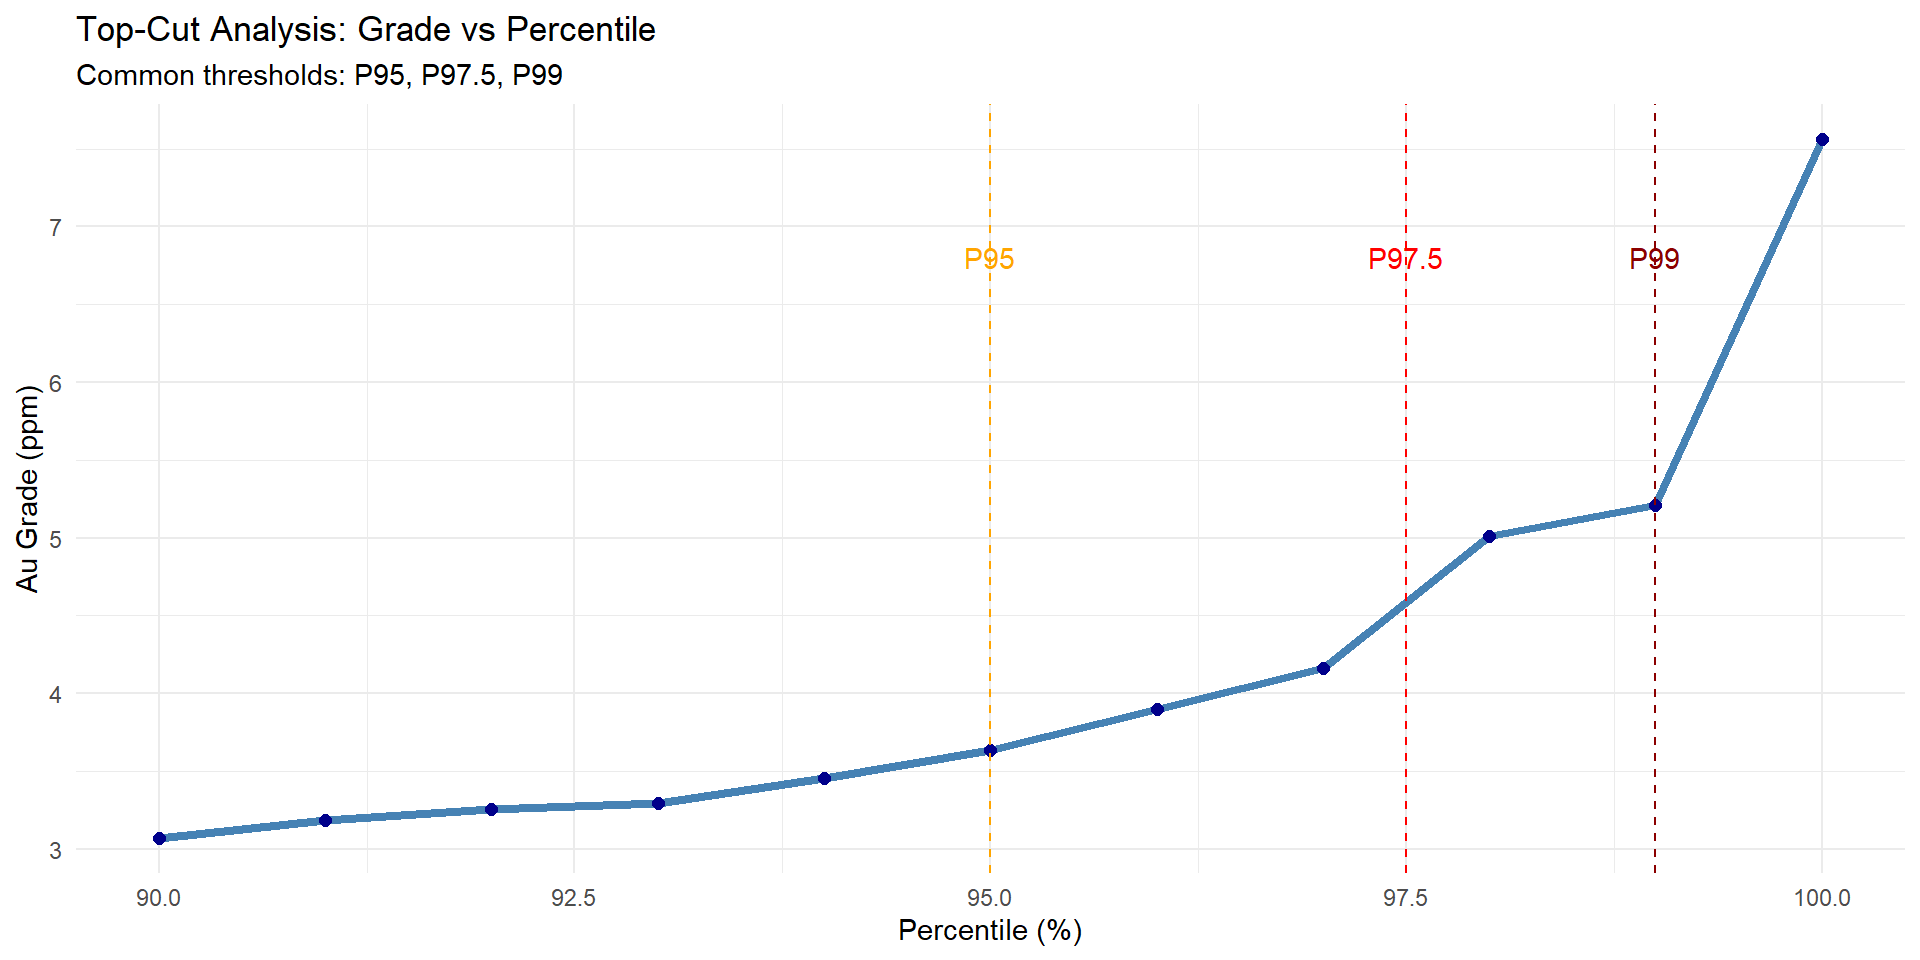 Top-Cut Analysis: Grade vs Percentile
Common thresholds: P95, P97.5, P99
7
6
5
4
3
Au Grade (ppm)
P95 P97.5 P99
90.0 92.5 95.0 97.5 100.0
Percentile (%)